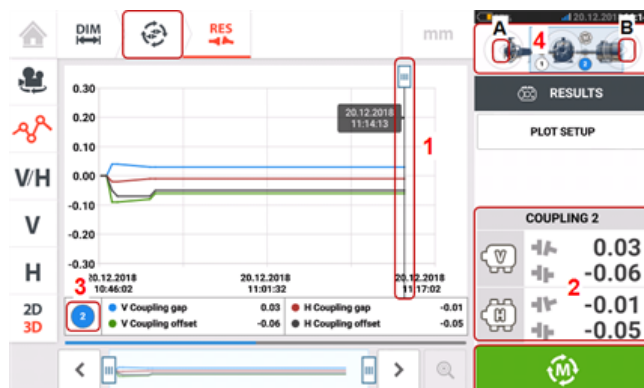 DIM
RES
mm
20.12.2018
A
B
4
1
2
RESULTS
PLOT SETUP
0.30
0.20
0.10
0.00
-0.10
-0.20
-0.30
20.12.2018
11:14:13
1
20.12.2018
10:46:02
20.12.2018
11:01:32
20.12.2018
11:17:02
V/H
V
H
2D
3D
3
2
V Coupling gap 0.03
H Coupling gap -0.01
V Coupling offset -0.06
H Coupling offset -0.05
COUPLING 2
V
0.03
-0.06
2
H
-0.01
-0.05
M